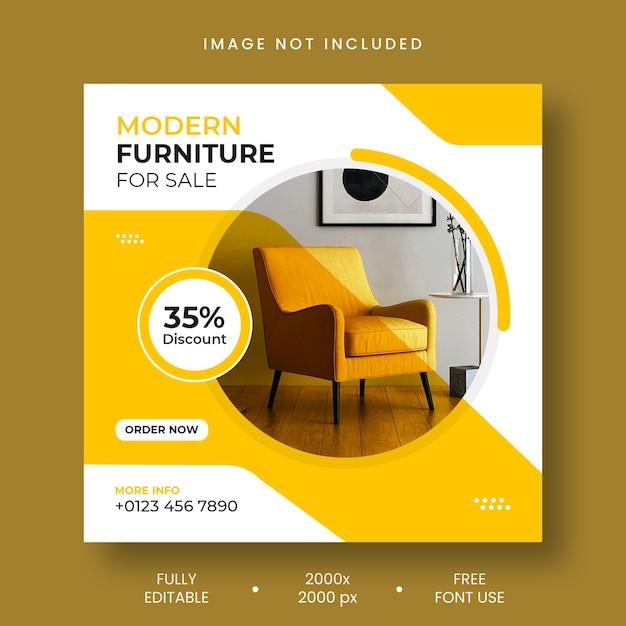 IMAGE NOT INCLUDED
MODERN
FURNITURE
FOR SALE
35%
Discount
ORDER NOW
MORE INFO
+0123 456 7890
FULLY
EDITABLE
2000x
2000 px
FREE
FONT USE